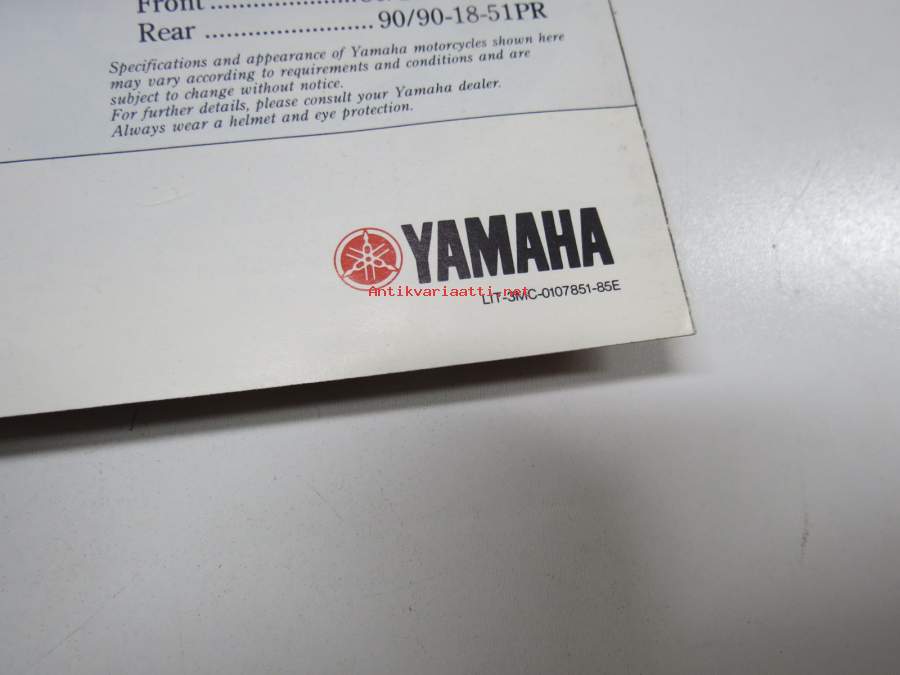 Front ....................
Rear ........................ 90/90-18-51PR
Specifications and appearance of Yamaha motorcycles shown here
may vary according to requirements and conditions and are
subject to change without notice.
For further details, please consult your Yamaha dealer.
Always wear a helmet and eye protection.
YAMAHA
Antikvariaatti.net
LIT-3MC-0107851-85E